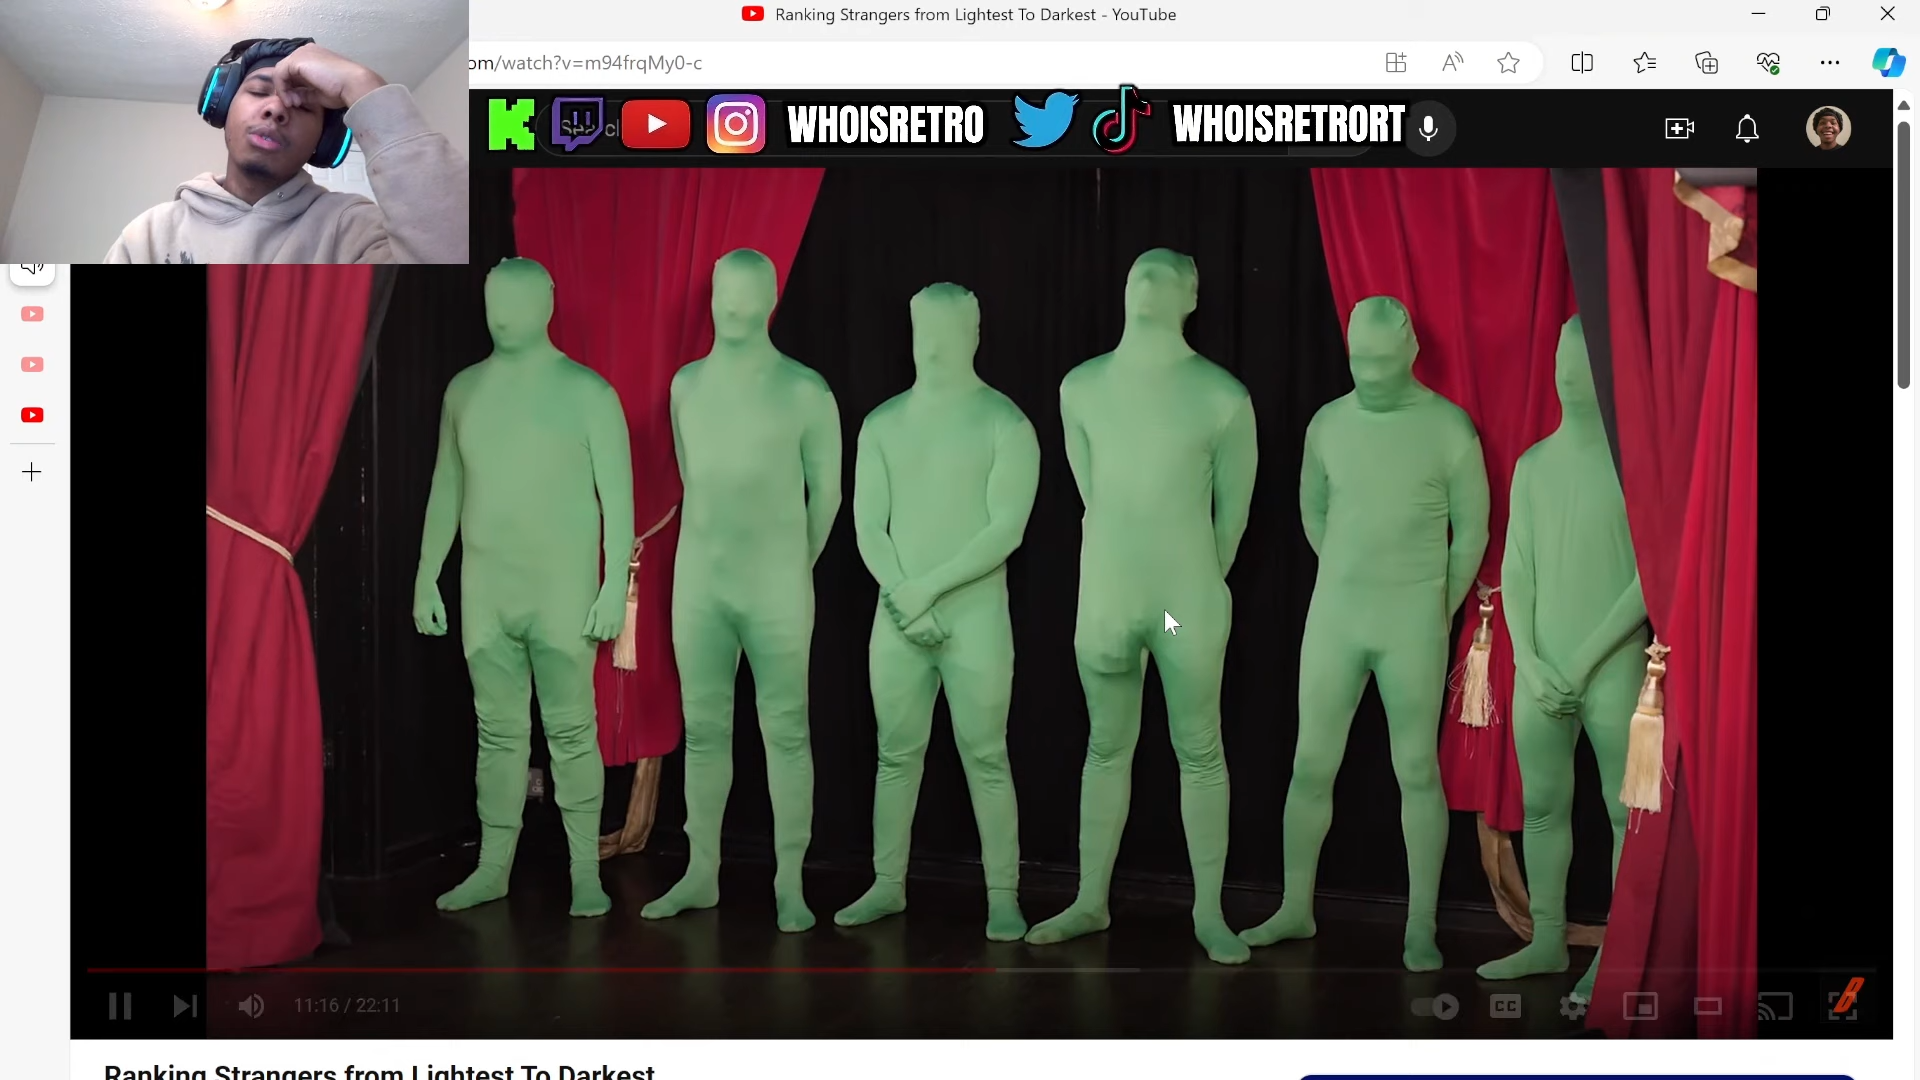 Ranking Strangers from Lightest To Darkest - YouTube
om/watch?v=m94frqMy0-c
WHOISRETRO
WHOISRETRORT
11:16 / 22:11
CC
Ranking Strangers from Lightest To Darkest